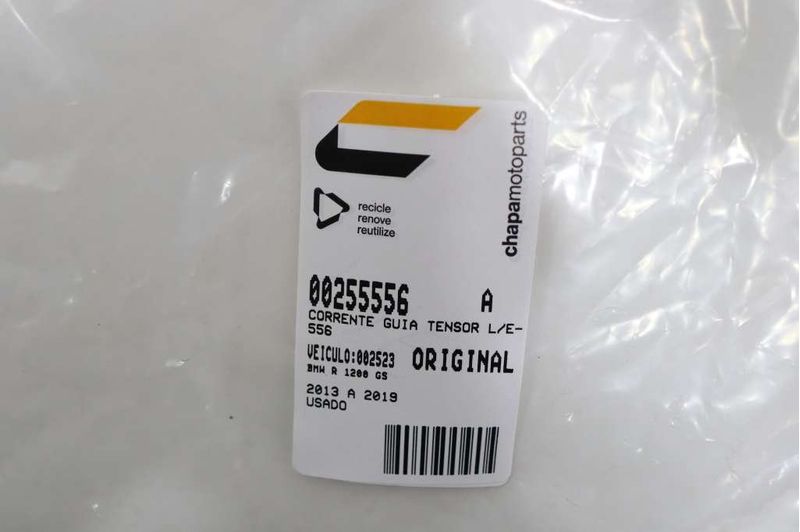 chapamotoparts
recicle
renove
reutilize
00255556 A
CORRENTE GUIA TENSOR L/E-
556
VEICULO:002523 ORIGINAL
BMW R 1200 GS
2013 A 2019
USADO